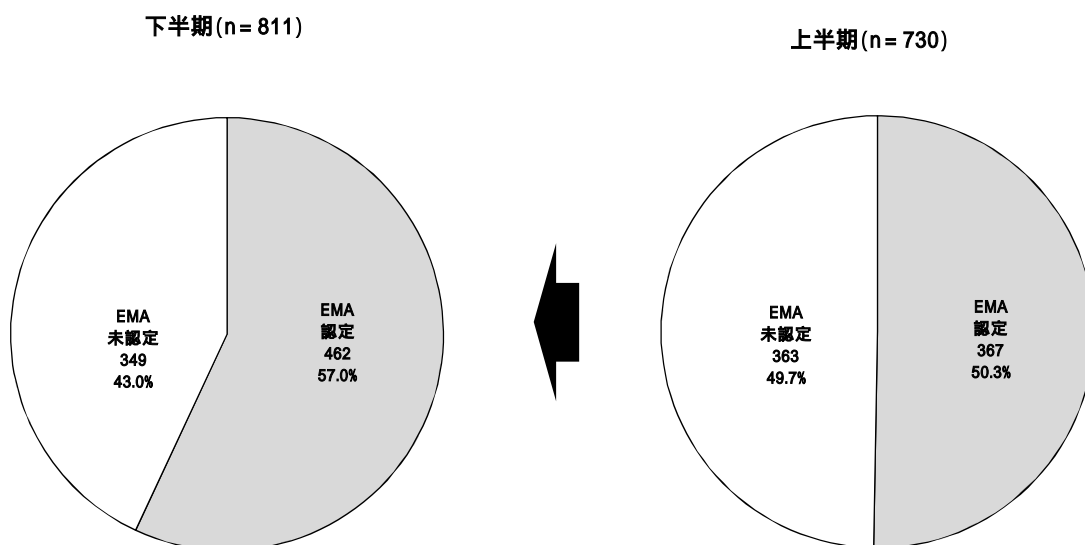 下半期(n=811)
EMA
未認定
349
43.0%
EMA
認定
462
57.0%
上半期(n=730)
EMA
未認定
363
49.7%
EMA
認定
367
50.3%